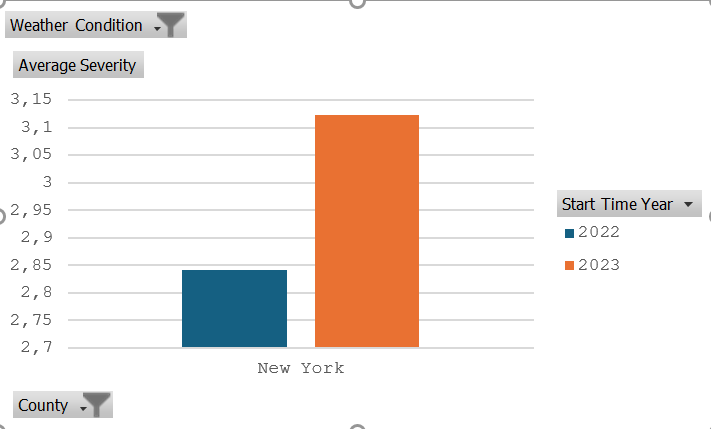 Weather Condition
Average Severity
3,15
3,1
3,05
3
2,95
2,9
2,85
2,8
2,75
2,7
New York
Start Time Year
2022
2023
County